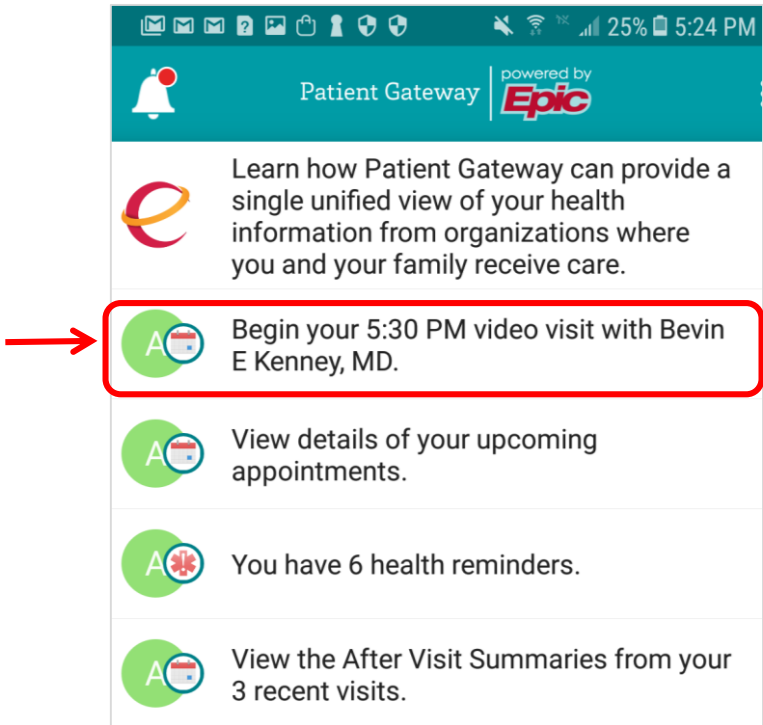 25% 5:24 PM
Patient Gateway
powered by
Epic
Learn how Patient Gateway can provide a
single unified view of your health
information from organizations where
you and your family receive care.
A
Begin your 5:30 PM video visit with Bevin
E Kenney, MD.
A
View details of your upcoming
appointments.
A
You have 6 health reminders.
A
View the After Visit Summaries from your
3 recent visits.